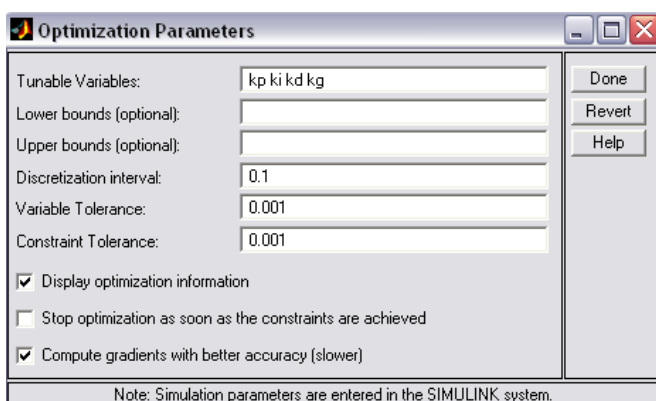 Optimization Parameters
Tunable Variables: kp ki kd kg Done
Lower bounds (optional): Revert
Upper bounds (optional): Help
Discretization interval: 0.1
Variable Tolerance: 0.001
Constraint Tolerance: 0.001
Display optimization information
Stop optimization as soon as the constraints are achieved
Compute gradients with better accuracy (slower)
Note: Simulation parameters are entered in the SIMULINK system.